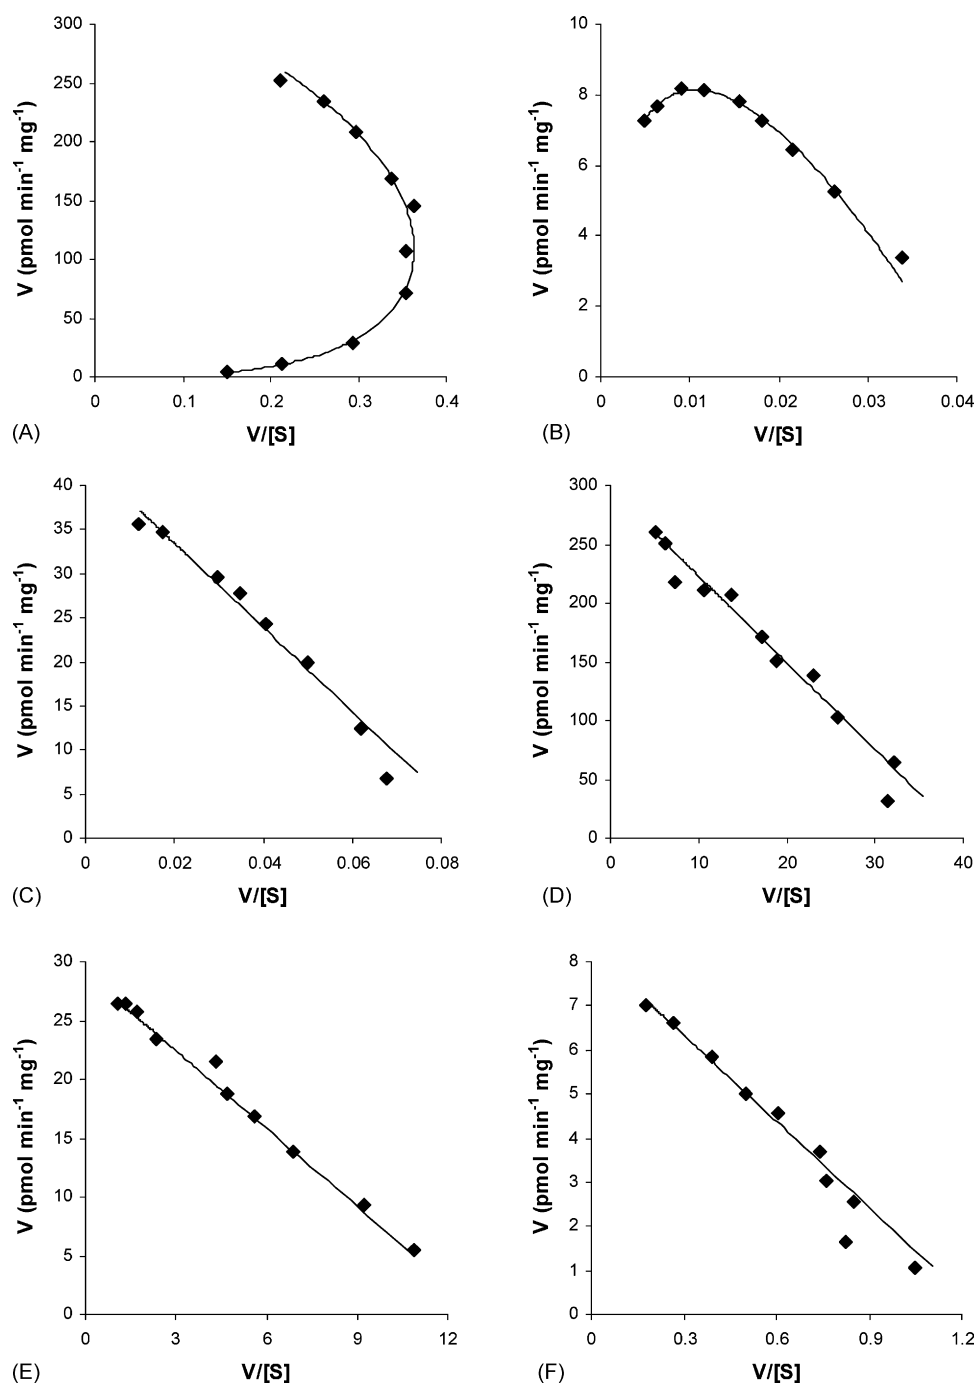 300
250
200
150
100
50
0
V (pmol min-1 mg-1)
0 0.1 0.2 0.3 0.4
(A) V/[S]
8
6
4
2
0
V (pmol min-1 mg-1)
0 0.01 0.02 0.03 0.04
(B) V/[S]
40
35
30
25
20
15
10
5
0
V (pmol min-1 mg-1)
0 0.02 0.04 0.06 0.08
(C) V/[S]
300
250
200
150
100
50
0
V (pmol min-1 mg-1)
0 10 20 30 40
(D) V/[S]
30
25
20
15
10
5
0
V (pmol min-1 mg-1)
0 3 6 9 12
(E) V/[S]
8
7
6
5
4
3
2
1
0
V (pmol min-1 mg-1)
0 0.3 0.6 0.9 1.2
(F) V/[S]